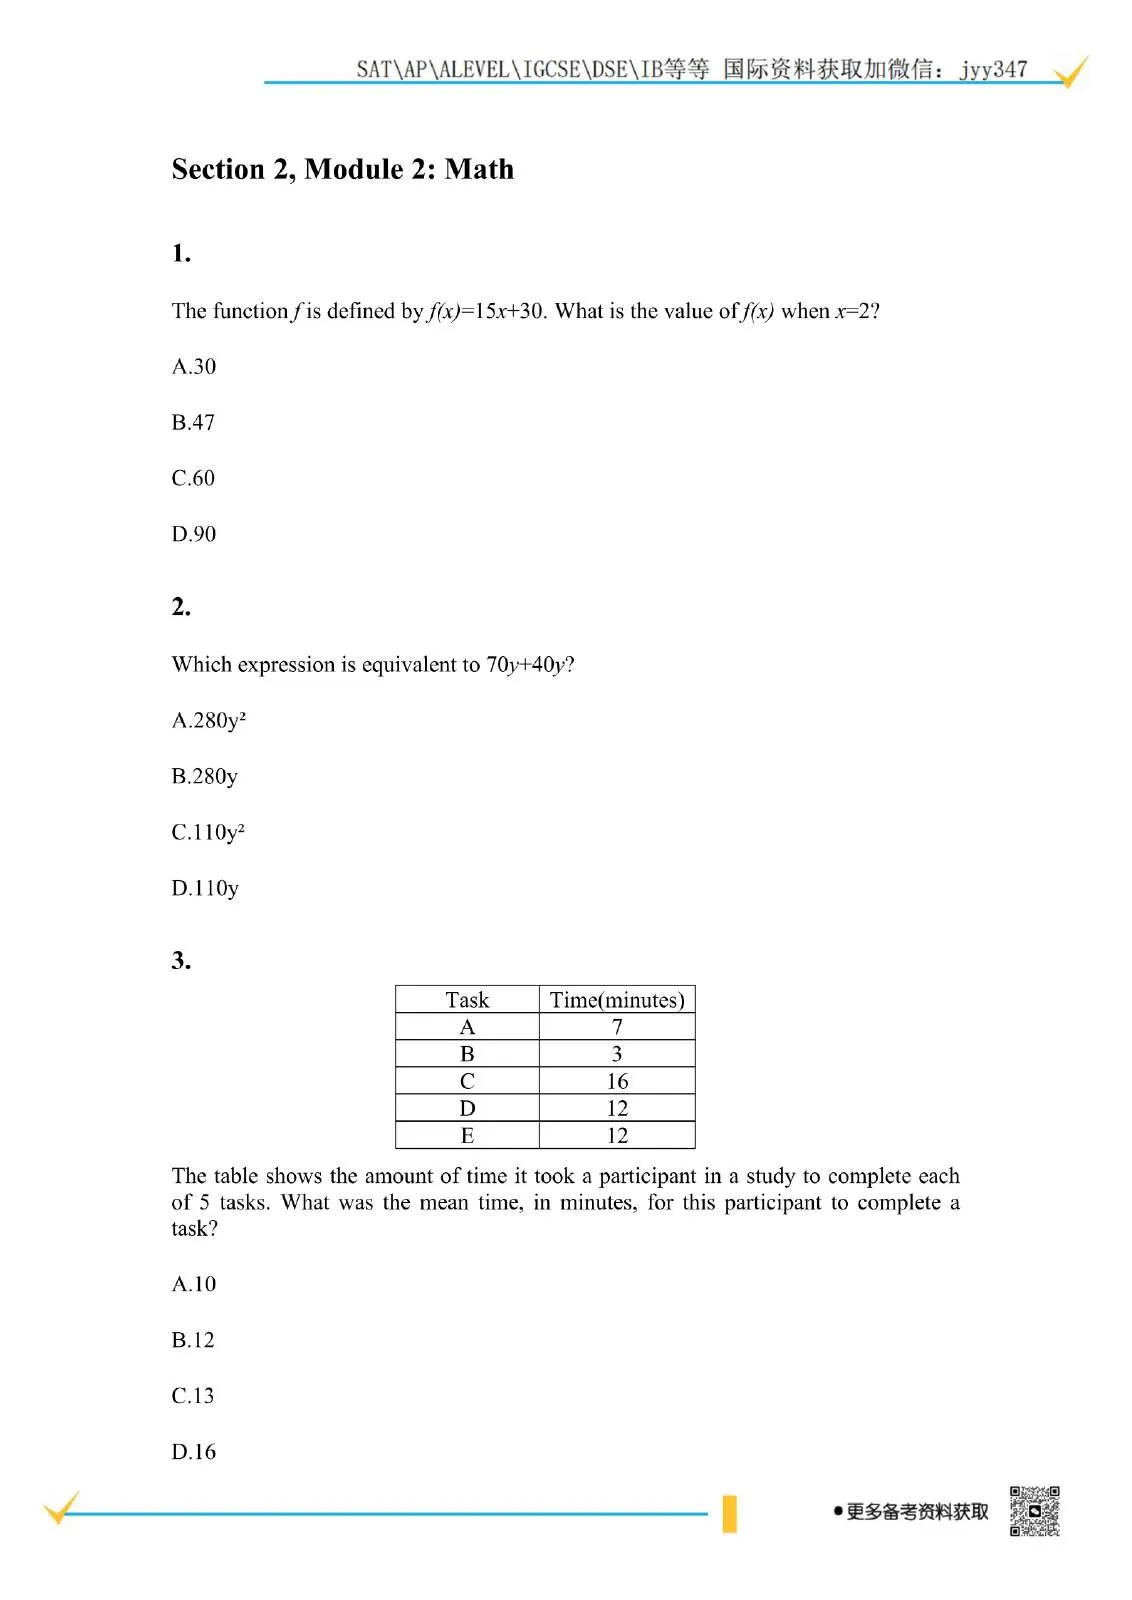 SAT\AP\ALEVEL\IGCSE\DSE\IB等等 国际资料获取加微信：jyy347
Section 2, Module 2: Math
1.
The function f is defined by f(x)=15x+30. What is the value of f(x) when x=2?
A.30
B.47
C.60
D.90
2.
Which expression is equivalent to 70y+40y?
A.280y²
B.280y
C.110y²
D.110y
3.
Task Time(minutes)
A 7
B 3
C 16
D 12
E 12
The table shows the amount of time it took a participant in a study to complete each
of 5 tasks. What was the mean time, in minutes, for this participant to complete a
task?
A.10
B.12
C.13
D.16
•更多备考资料获取